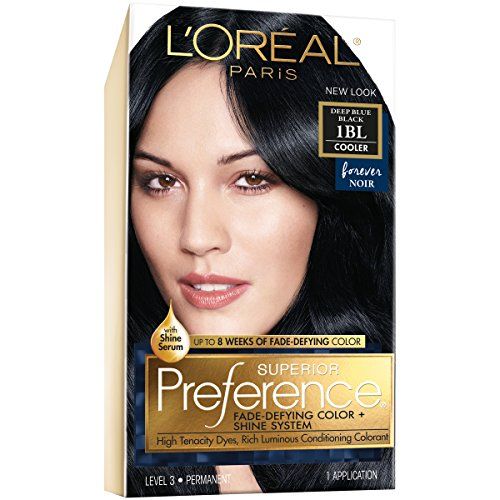 L'ORÉAL
PARIS
NEW LOOK
DEEP BLUE
BLACK
1BL
COOLER
forever
NOIR
with
Shine
Serum
UP TO 8 WEEKS OF FADE-DEFYING COLOR
SUPERIOR
Preference®
FADE-DEFYING COLOR +
SHINE SYSTEM
High Tenacity Dyes, Rich Luminous Conditioning Colorant
LEVEL 3 • PERMANENT
1 APPLICATION